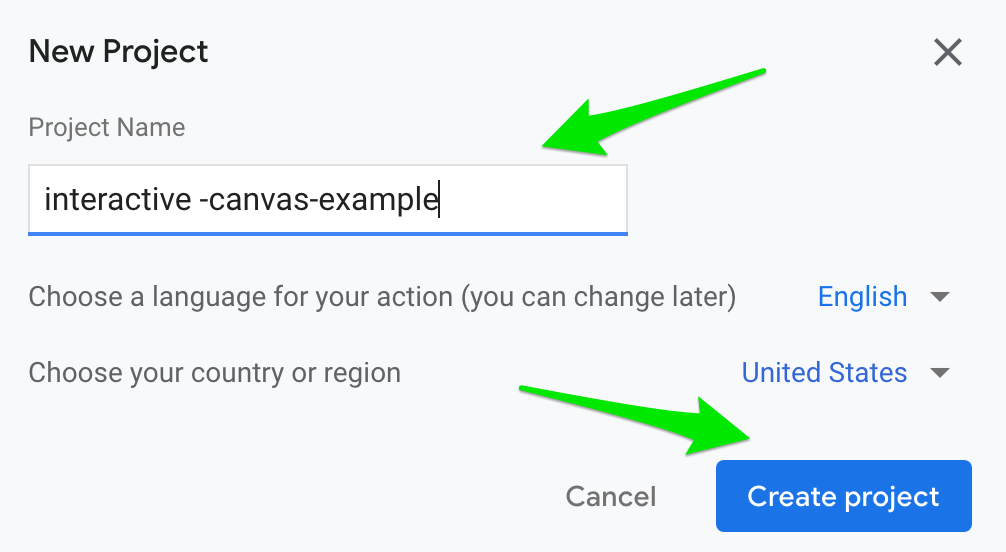 New Project
Project Name
interactive -canvas-example
Choose a language for your action (you can change later) English
Choose your country or region United States
Cancel Create project